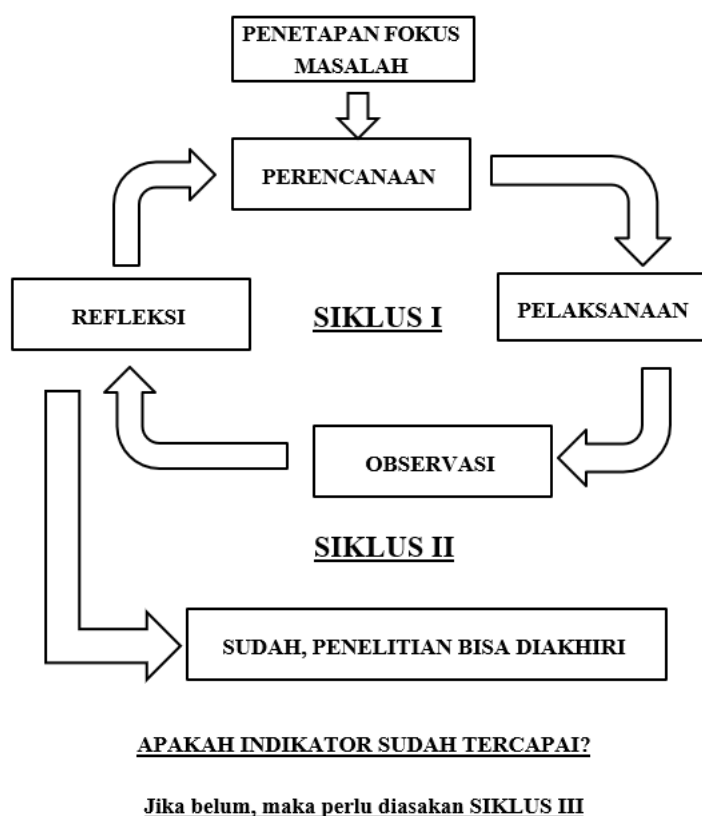 PENETAPAN FOKUS
MASALAH
PERENCANAAN
REFLEKSI
SIKLUS I
PELAKSANAAN
OBSERVASI
SIKLUS II
SUDAH, PENELITIAN BISA DIAKHIRI
APAKAH INDIKATOR SUDAH TERCAPAI?
Jika belum, maka perlu diasakan SIKLUS III